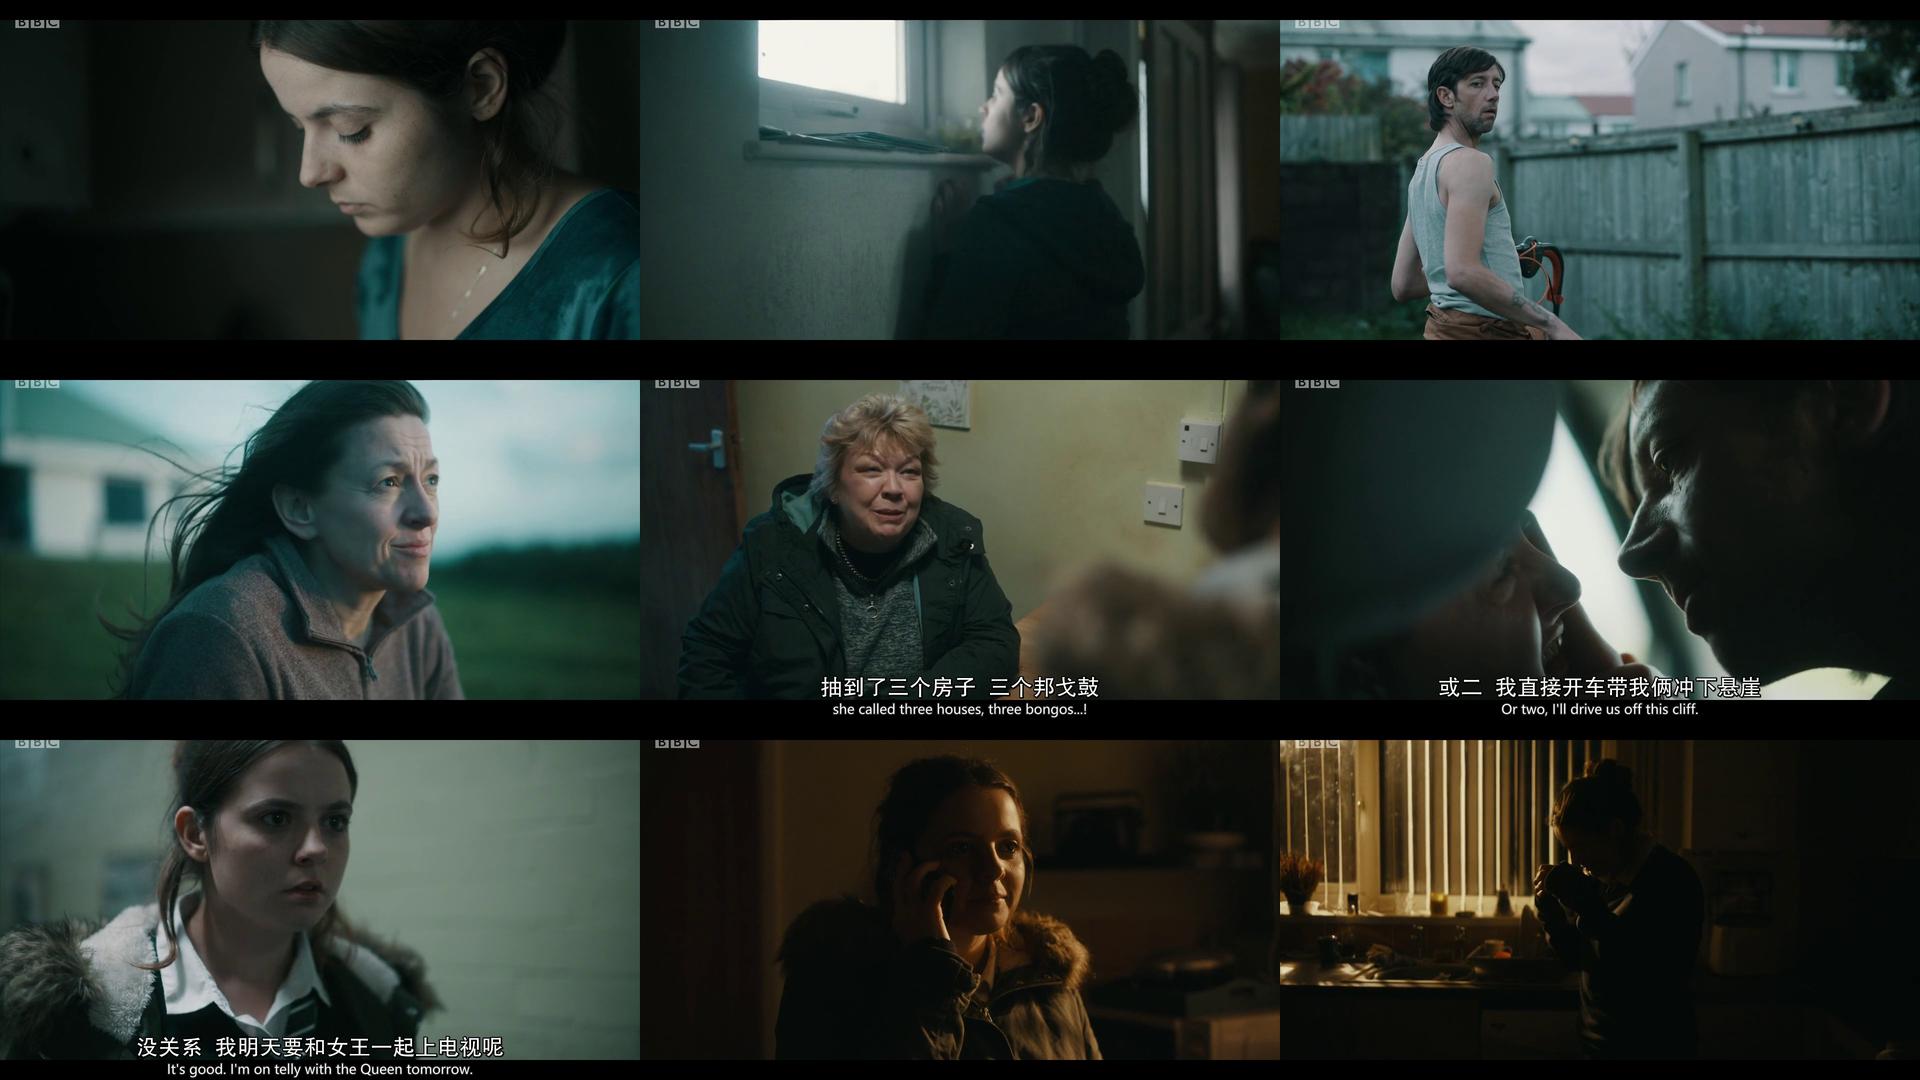 BBC
BBC
BBC
BBC
BBC
BBC
抽到了三个房子 三个邦戈鼓
she called three houses, three bongos...!
或二 我直接开车带我俩冲下悬崖
Or two, I'll drive us off this cliff.
BBC
BBC
BBC
没关系 我明天要和女王一起上电视呢
It's good. I'm on telly with the Queen tomorrow.